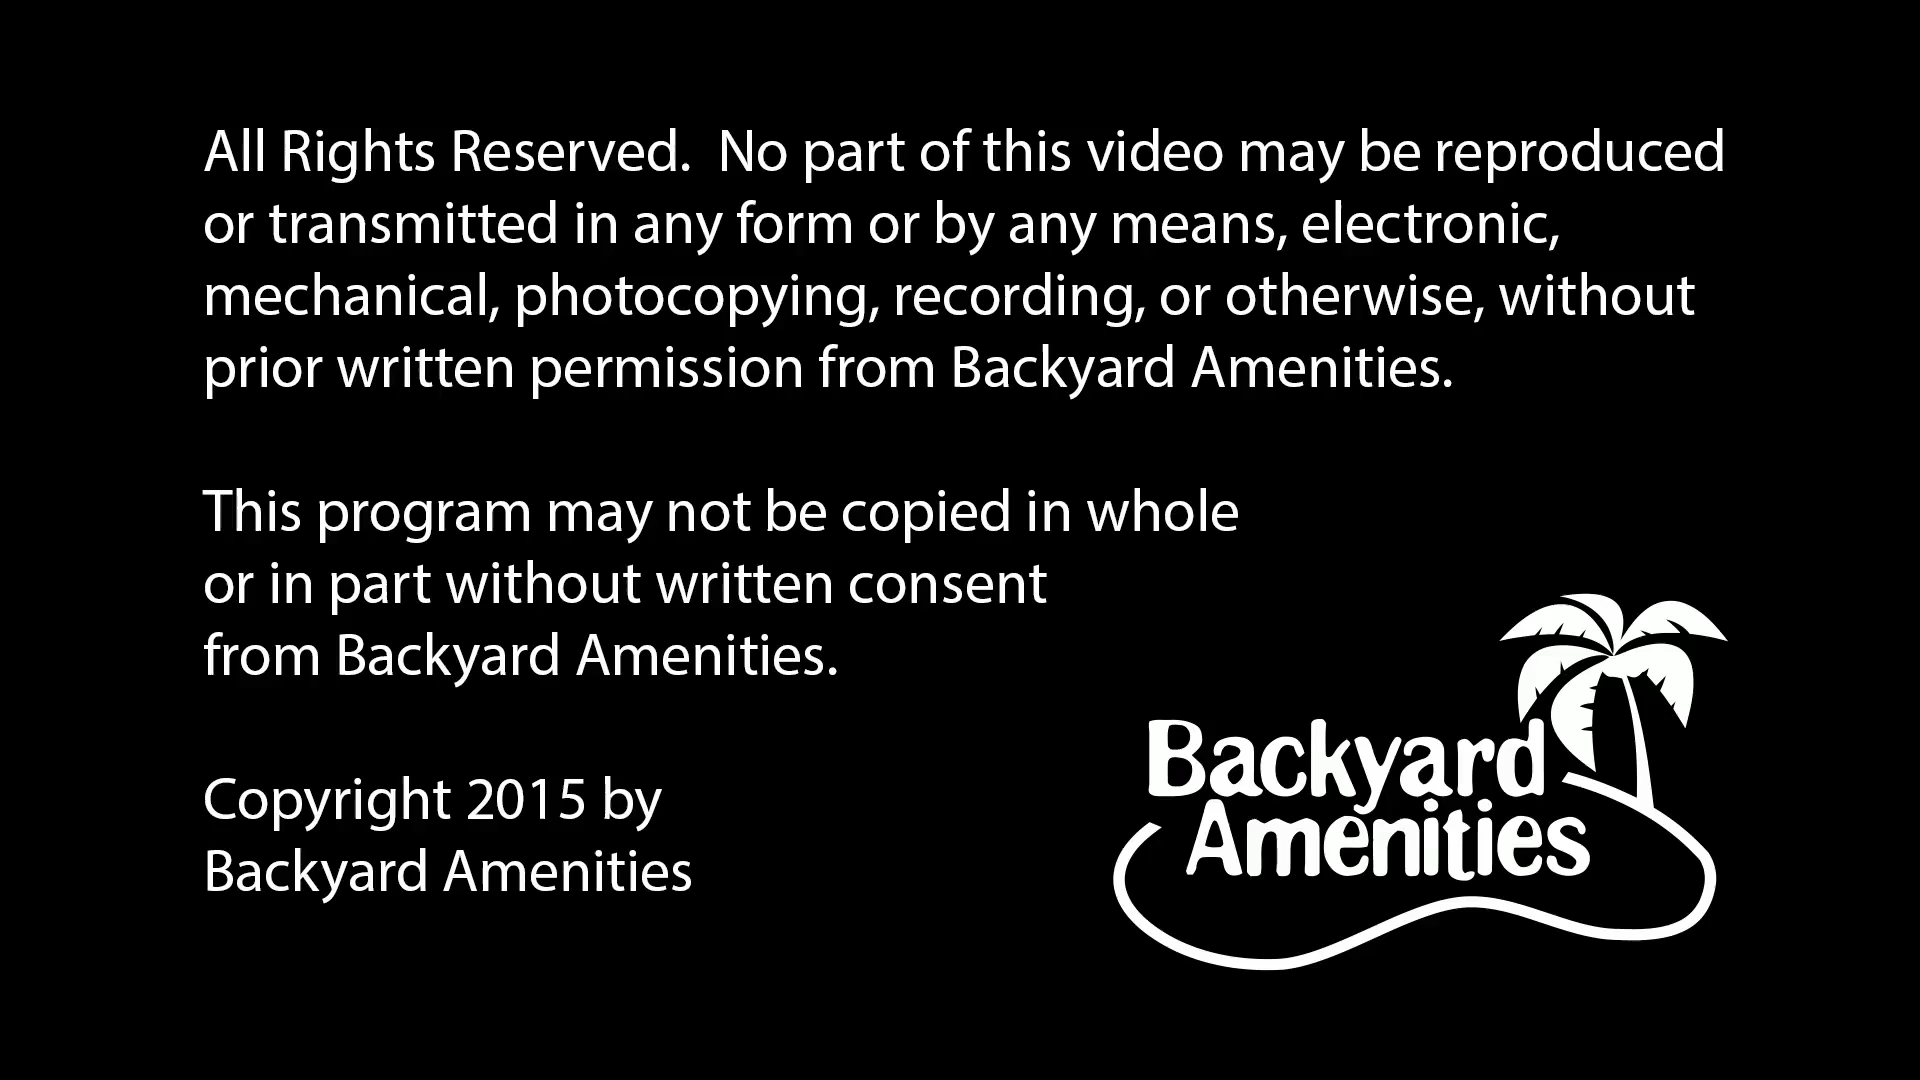 All Rights Reserved.  No part of this video may be reproduced
or transmitted in any form or by any means, electronic,
mechanical, photocopying, recording, or otherwise, without
prior written permission from Backyard Amenities.
This program may not be copied in whole
or in part without written consent
from Backyard Amenities.
Copyright 2015 by
Backyard Amenities
Backyard
Amenities